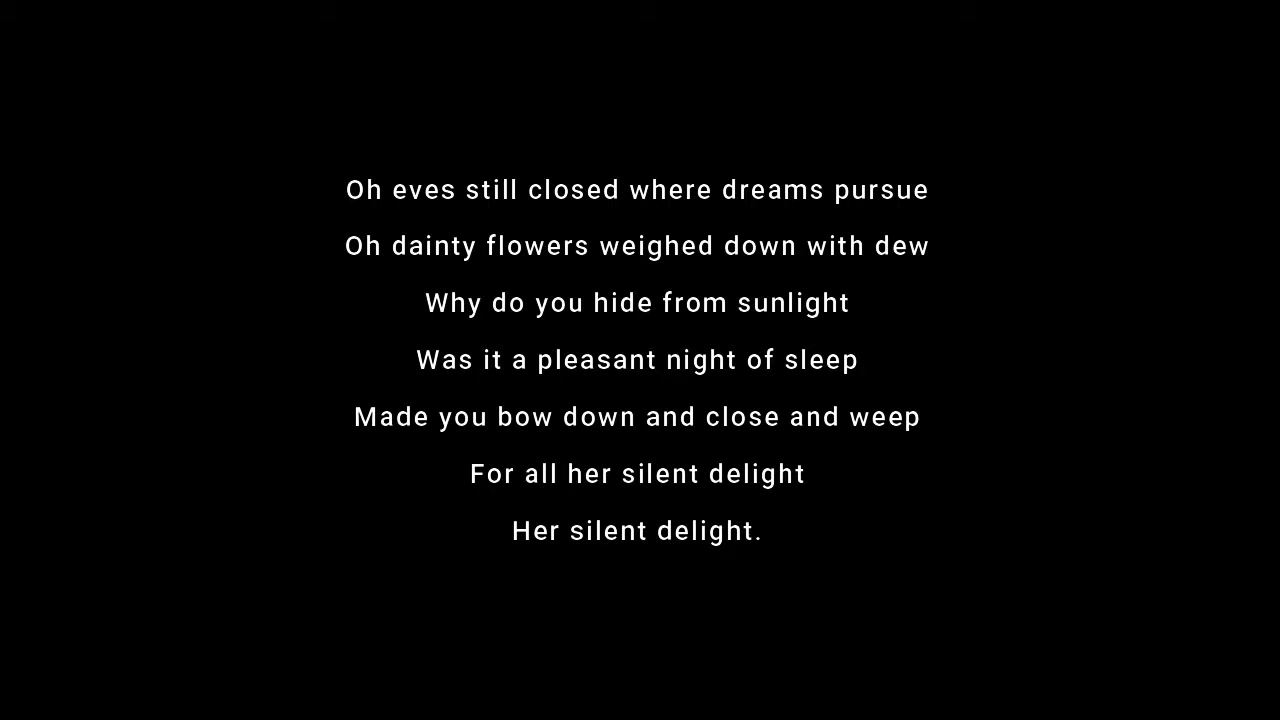 Oh eves still closed where dreams pursue
Oh dainty flowers weighed down with dew
Why do you hide from sunlight
Was it a pleasant night of sleep
Made you bow down and close and weep
For all her silent delight
Her silent delight.